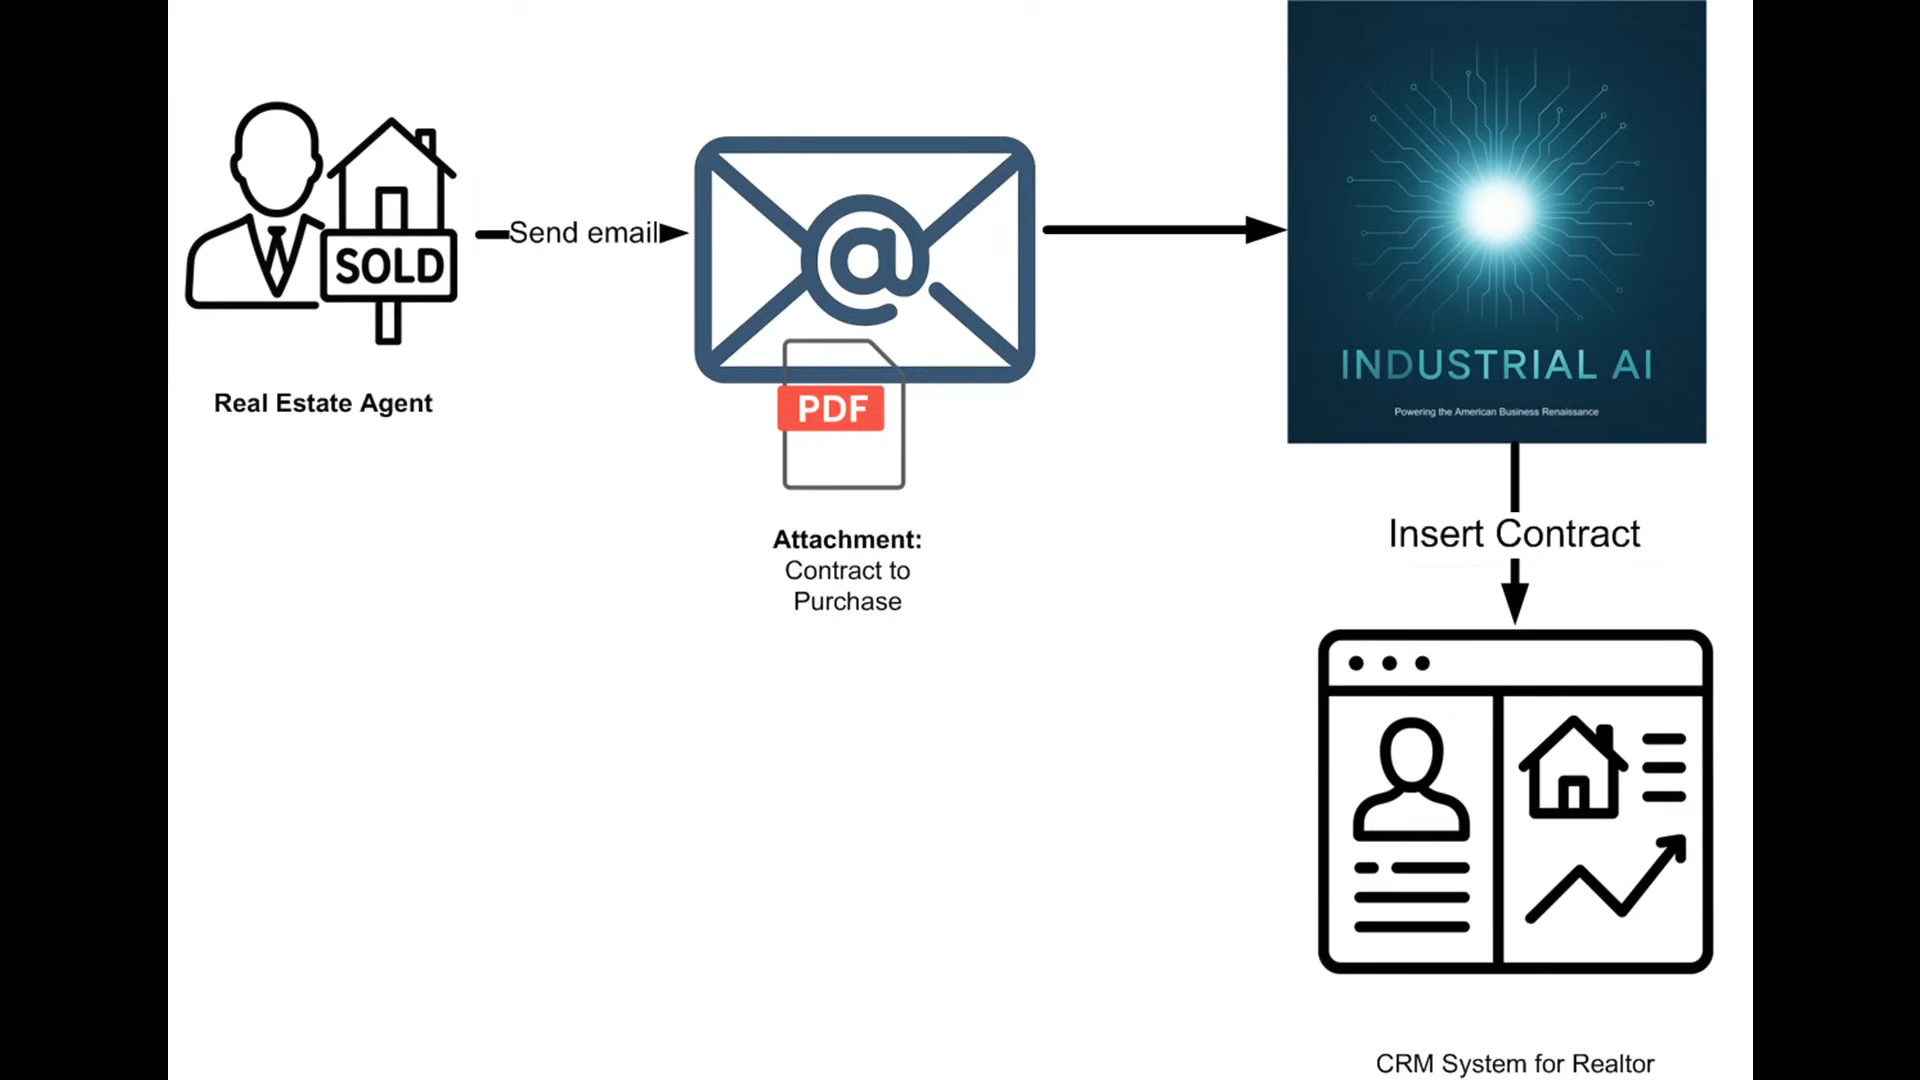 SOLD
Real Estate Agent
Send email
@
PDF
Attachment:
Contract to
Purchase
INDUSTRIAL AI
Powering the American Business Renaissance
Insert Contract
CRM System for Realtor